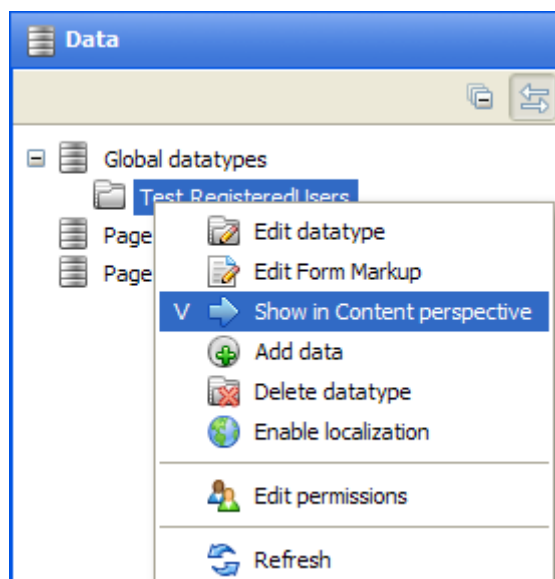 Data
Global datatypes
Test.RegisteredUsers
Page
Page
Edit datatype
Edit Form Markup
V Show in Content perspective
Add data
Delete datatype
Enable localization
Edit permissions
Refresh